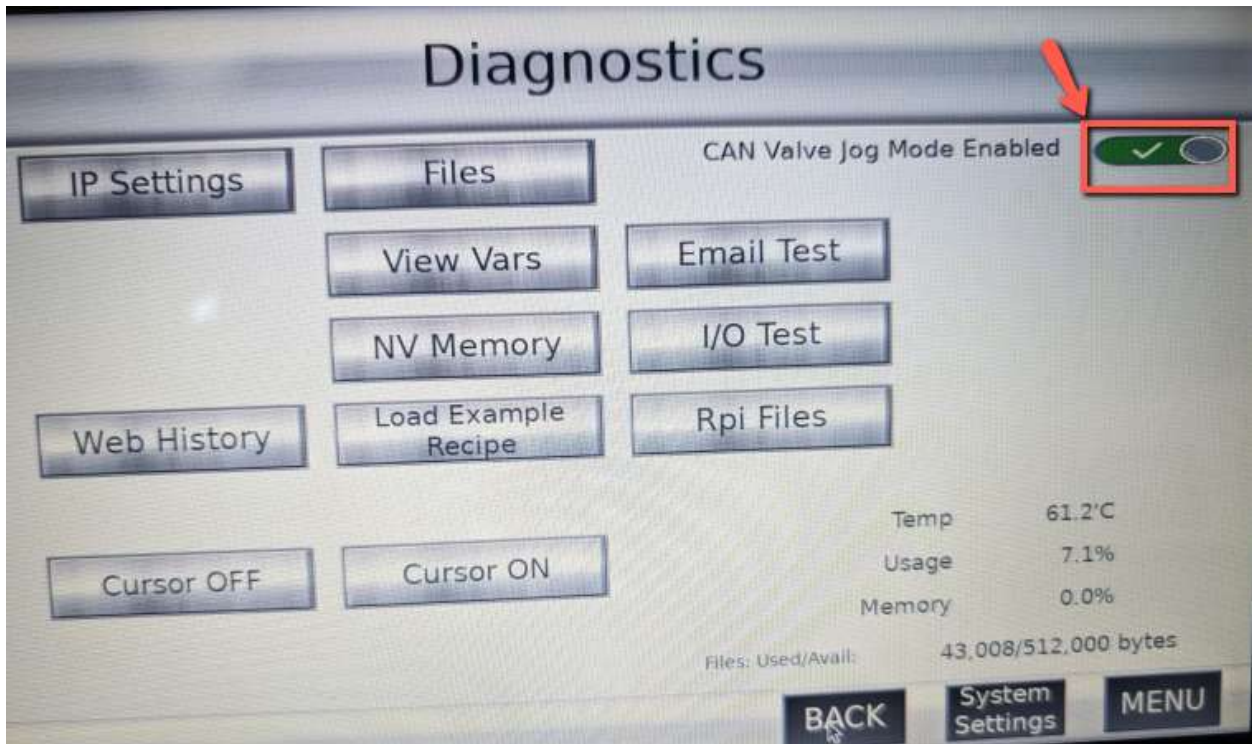 Diagnostics
CAN Valve Jog Mode Enabled
IP Settings
Files
View Vars
Email Test
NV Memory
I/O Test
Web History
Load Example
Recipe
Rpi Files
Cursor OFF
Cursor ON
Temp 61.2'C
Usage 7.1%
Memory 0.0%
Files: Used/Avail: 43,008/512,000 bytes
BACK
System
Settings
MENU